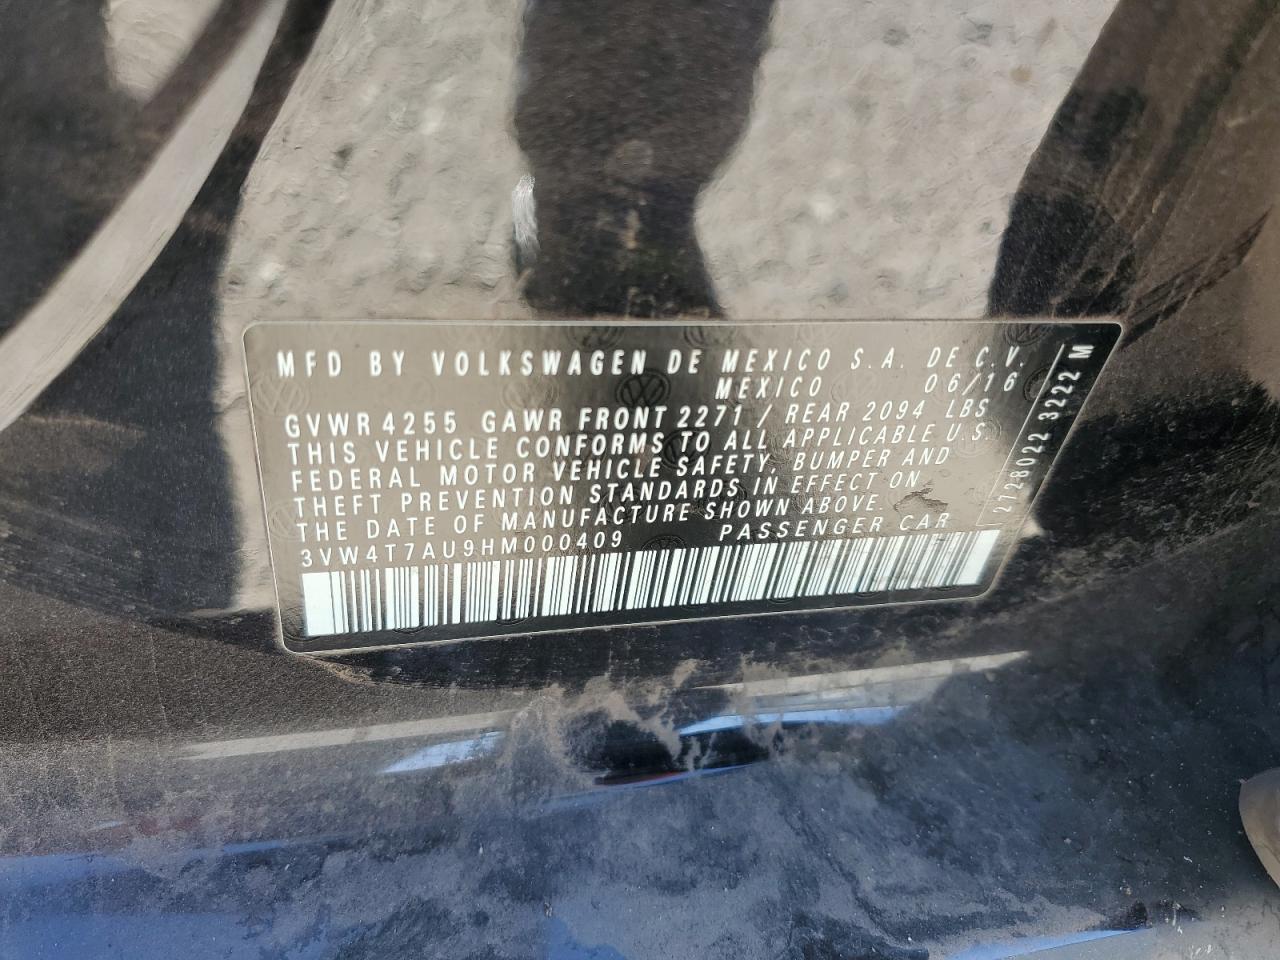 MFD BY VOLKSWAGEN DE MEXICO S.A. DE C.V.
MEXICO 06/16
GVWR 4255 GAWR FRONT 2271 / REAR 2094 LBS
THIS VEHICLE CONFORMS TO ALL APPLICABLE U.S.
FEDERAL MOTOR VEHICLE SAFETY, BUMPER AND
THEFT PREVENTION STANDARDS IN EFFECT ON
THE DATE OF MANUFACTURE SHOWN ABOVE.
3VW4T7AU9HM000409 PASSENGER CAR
2728022 3222 M